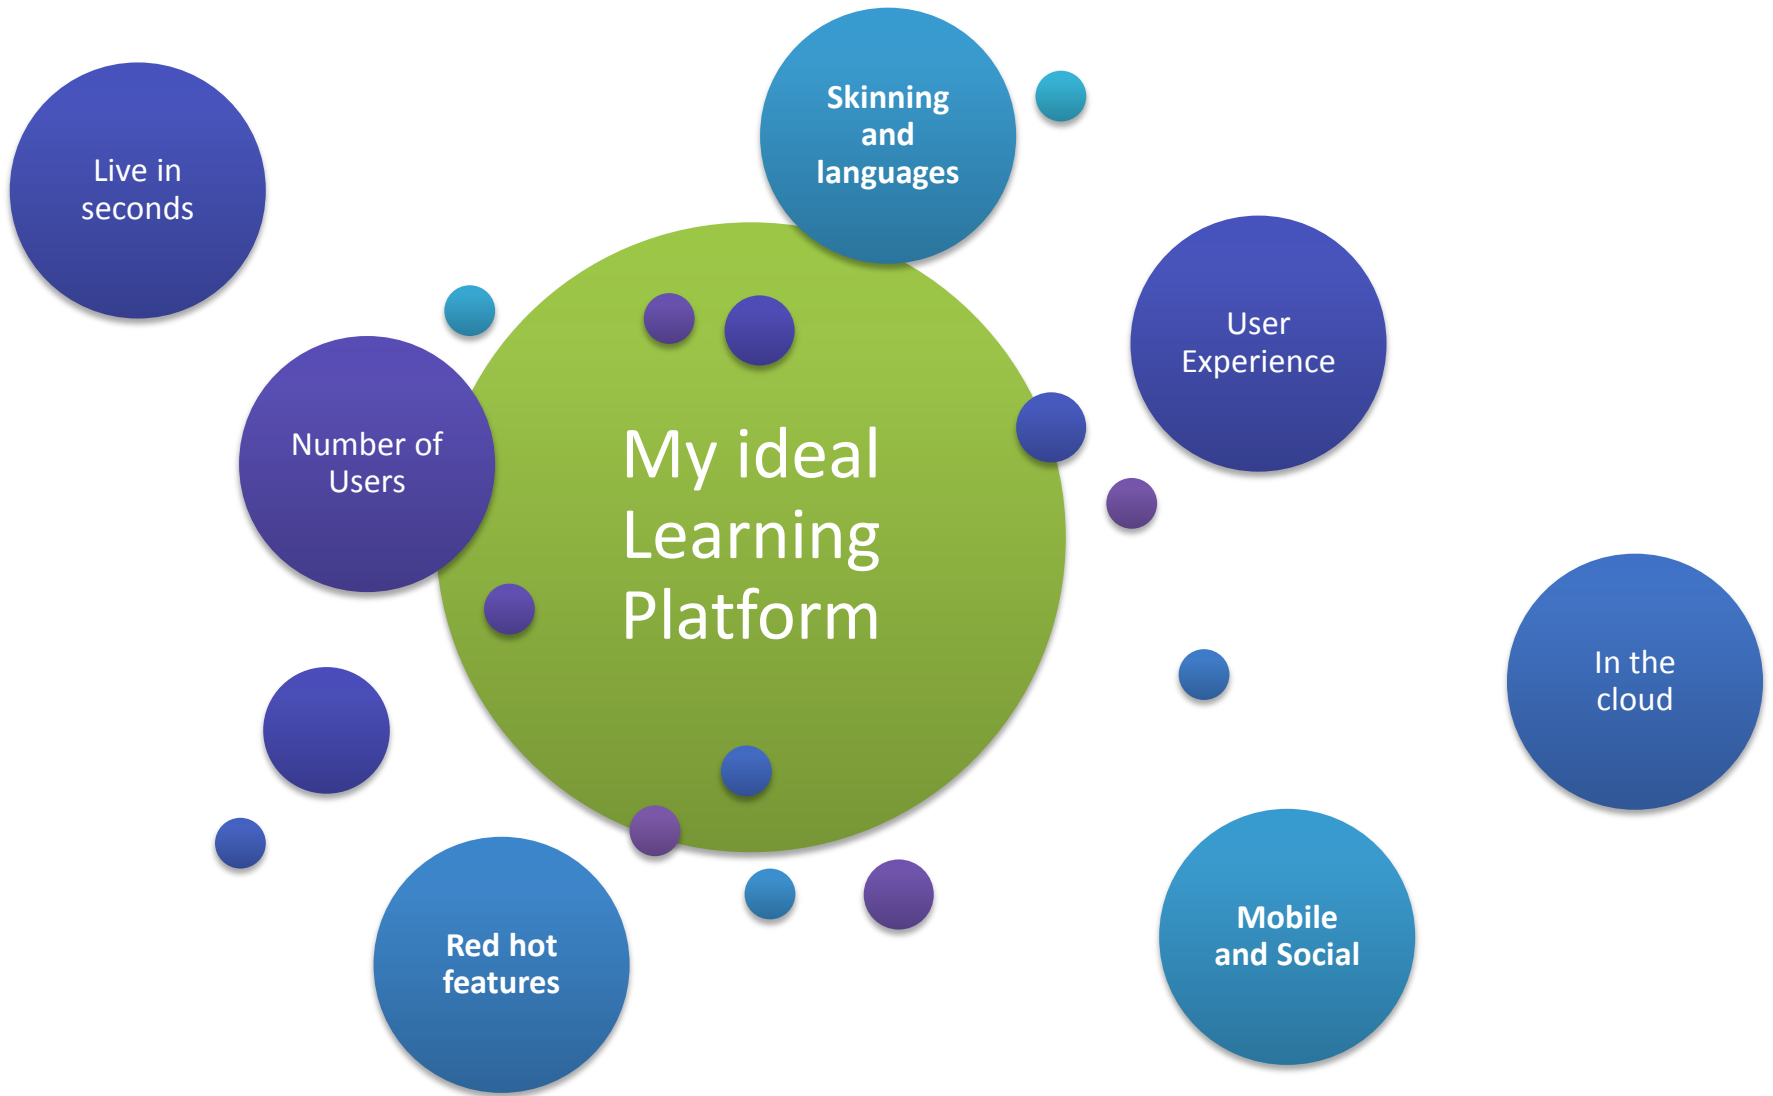 Skinning
and
languages
Live in
seconds
User
Experience
Number of
Users
My ideal
Learning
Platform
In the
cloud
Mobile
and Social
Red hot
features